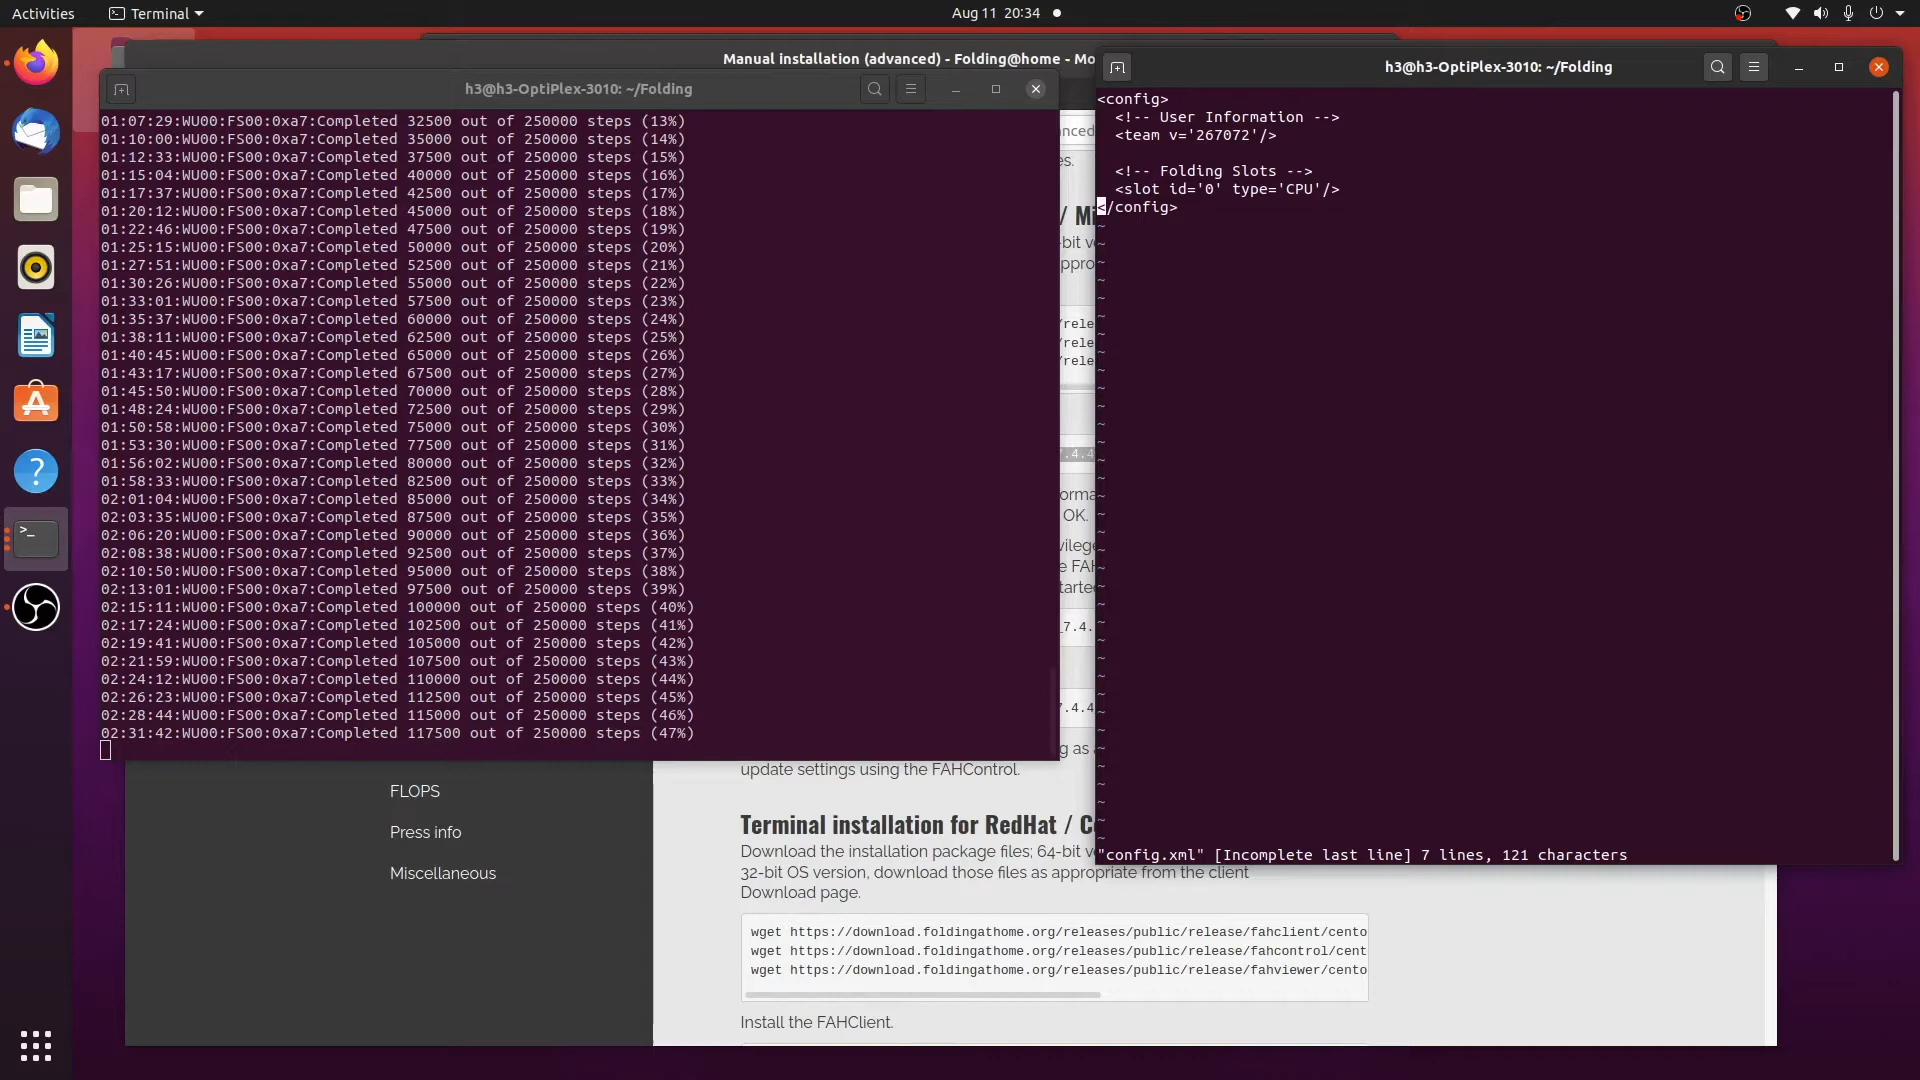 Activities
Terminal
Aug 11 20:34
Manual installation (advanced) - Folding@home - Mo
h3@h3-OptiPlex-3010: ~/Folding
01:07:29:WU00:FS00:0xa7:Completed 32500 out of 250000 steps (13%)
01:10:00:WU00:FS00:0xa7:Completed 35000 out of 250000 steps (14%)
01:12:33:WU00:FS00:0xa7:Completed 37500 out of 250000 steps (15%)
01:15:04:WU00:FS00:0xa7:Completed 40000 out of 250000 steps (16%)
01:17:37:WU00:FS00:0xa7:Completed 42500 out of 250000 steps (17%)
01:20:12:WU00:FS00:0xa7:Completed 45000 out of 250000 steps (18%)
01:22:46:WU00:FS00:0xa7:Completed 47500 out of 250000 steps (19%)
01:25:15:WU00:FS00:0xa7:Completed 50000 out of 250000 steps (20%)
01:27:51:WU00:FS00:0xa7:Completed 52500 out of 250000 steps (21%)
01:30:26:WU00:FS00:0xa7:Completed 55000 out of 250000 steps (22%)
01:33:01:WU00:FS00:0xa7:Completed 57500 out of 250000 steps (23%)
01:35:37:WU00:FS00:0xa7:Completed 60000 out of 250000 steps (24%)
01:38:11:WU00:FS00:0xa7:Completed 62500 out of 250000 steps (25%)
01:40:45:WU00:FS00:0xa7:Completed 65000 out of 250000 steps (26%)
01:43:17:WU00:FS00:0xa7:Completed 67500 out of 250000 steps (27%)
01:45:50:WU00:FS00:0xa7:Completed 70000 out of 250000 steps (28%)
01:48:24:WU00:FS00:0xa7:Completed 72500 out of 250000 steps (29%)
01:50:58:WU00:FS00:0xa7:Completed 75000 out of 250000 steps (30%)
01:53:30:WU00:FS00:0xa7:Completed 77500 out of 250000 steps (31%)
01:56:02:WU00:FS00:0xa7:Completed 80000 out of 250000 steps (32%)
01:58:33:WU00:FS00:0xa7:Completed 82500 out of 250000 steps (33%)
02:01:04:WU00:FS00:0xa7:Completed 85000 out of 250000 steps (34%)
02:03:35:WU00:FS00:0xa7:Completed 87500 out of 250000 steps (35%)
02:06:20:WU00:FS00:0xa7:Completed 90000 out of 250000 steps (36%)
02:08:38:WU00:FS00:0xa7:Completed 92500 out of 250000 steps (37%)
02:10:50:WU00:FS00:0xa7:Completed 95000 out of 250000 steps (38%)
02:13:01:WU00:FS00:0xa7:Completed 97500 out of 250000 steps (39%)
02:15:11:WU00:FS00:0xa7:Completed 100000 out of 250000 steps (40%)
02:17:24:WU00:FS00:0xa7:Completed 102500 out of 250000 steps (41%)
02:19:41:WU00:FS00:0xa7:Completed 105000 out of 250000 steps (42%)
02:21:59:WU00:FS00:0xa7:Completed 107500 out of 250000 steps (43%)
02:24:12:WU00:FS00:0xa7:Completed 110000 out of 250000 steps (44%)
02:26:23:WU00:FS00:0xa7:Completed 112500 out of 250000 steps (45%)
02:28:44:WU00:FS00:0xa7:Completed 115000 out of 250000 steps (46%)
02:31:42:WU00:FS00:0xa7:Completed 117500 out of 250000 steps (47%)
h3@h3-OptiPlex-3010: ~/Folding
<config>
<!-- User Information -->
<team v='267072'/>
<!-- Folding Slots -->
<slot id='0' type='CPU'/>
</config>
"config.xml" [Incomplete last line] 7 lines, 121 characters
FLOPS
Press info
Miscellaneous
anced
es.
/ Mi
-bit ve
appro
/rele
/rele
/rele
7.4.4
orma
OK.
vilege
e FAH
tarted
_7.4.
7.4.4
g as a
update settings using the FAHControl.
Terminal installation for RedHat / C
Download the installation package files; 64-bit v
32-bit OS version, download those files as appropriate from the client
Download page.
wget https://download.foldingathome.org/releases/public/release/fahclient/cento
wget https://download.foldingathome.org/releases/public/release/fahcontrol/cent
wget https://download.foldingathome.org/releases/public/release/fahviewer/cento
Install the FAHClient.